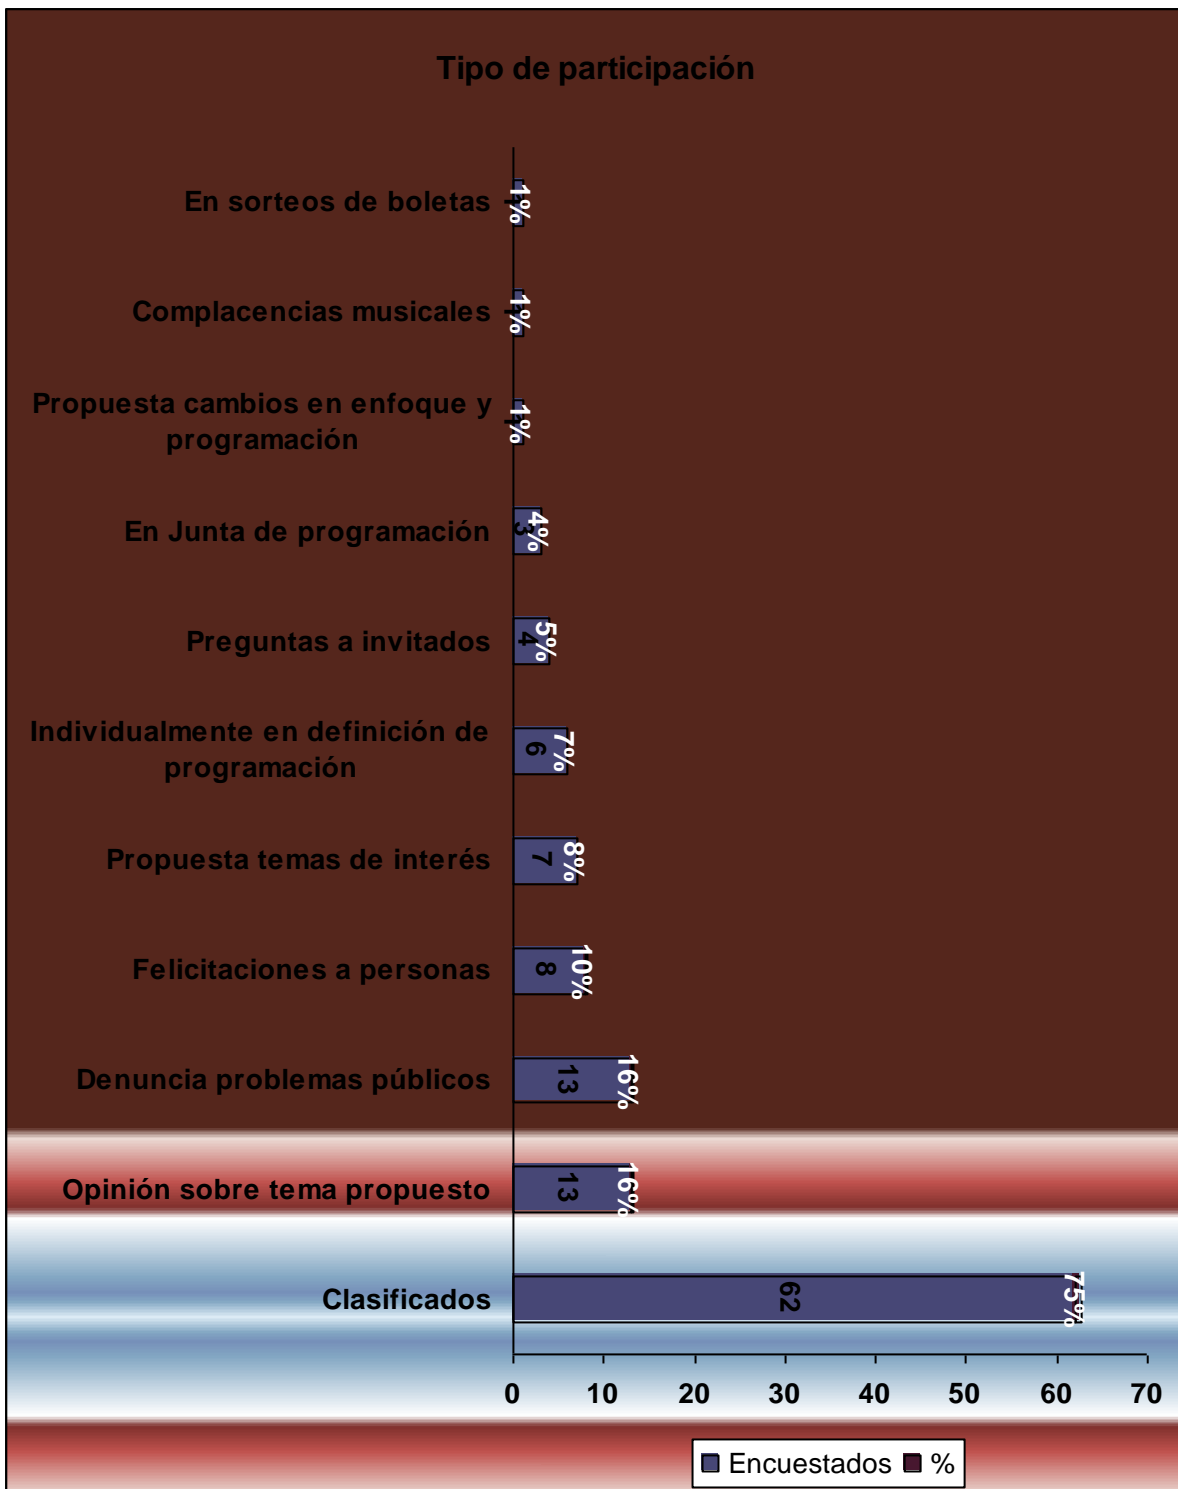 Tipo de participación
En sorteos de boletas
1
1%
Complacencias musicales
1
1%
Propuesta cambios en enfoque y
programación
1
1%
En Junta de programación
3
4%
Preguntas a invitados
4
5%
Individualmente en definición de
programación
6
7%
Propuesta temas de interés
7
8%
Felicitaciones a personas
8
10%
Denuncia problemas públicos
13
16%
Opinión sobre tema propuesto
13
16%
Clasificados
62
75%
0 10 20 30 40 50 60 70
Encuestados %